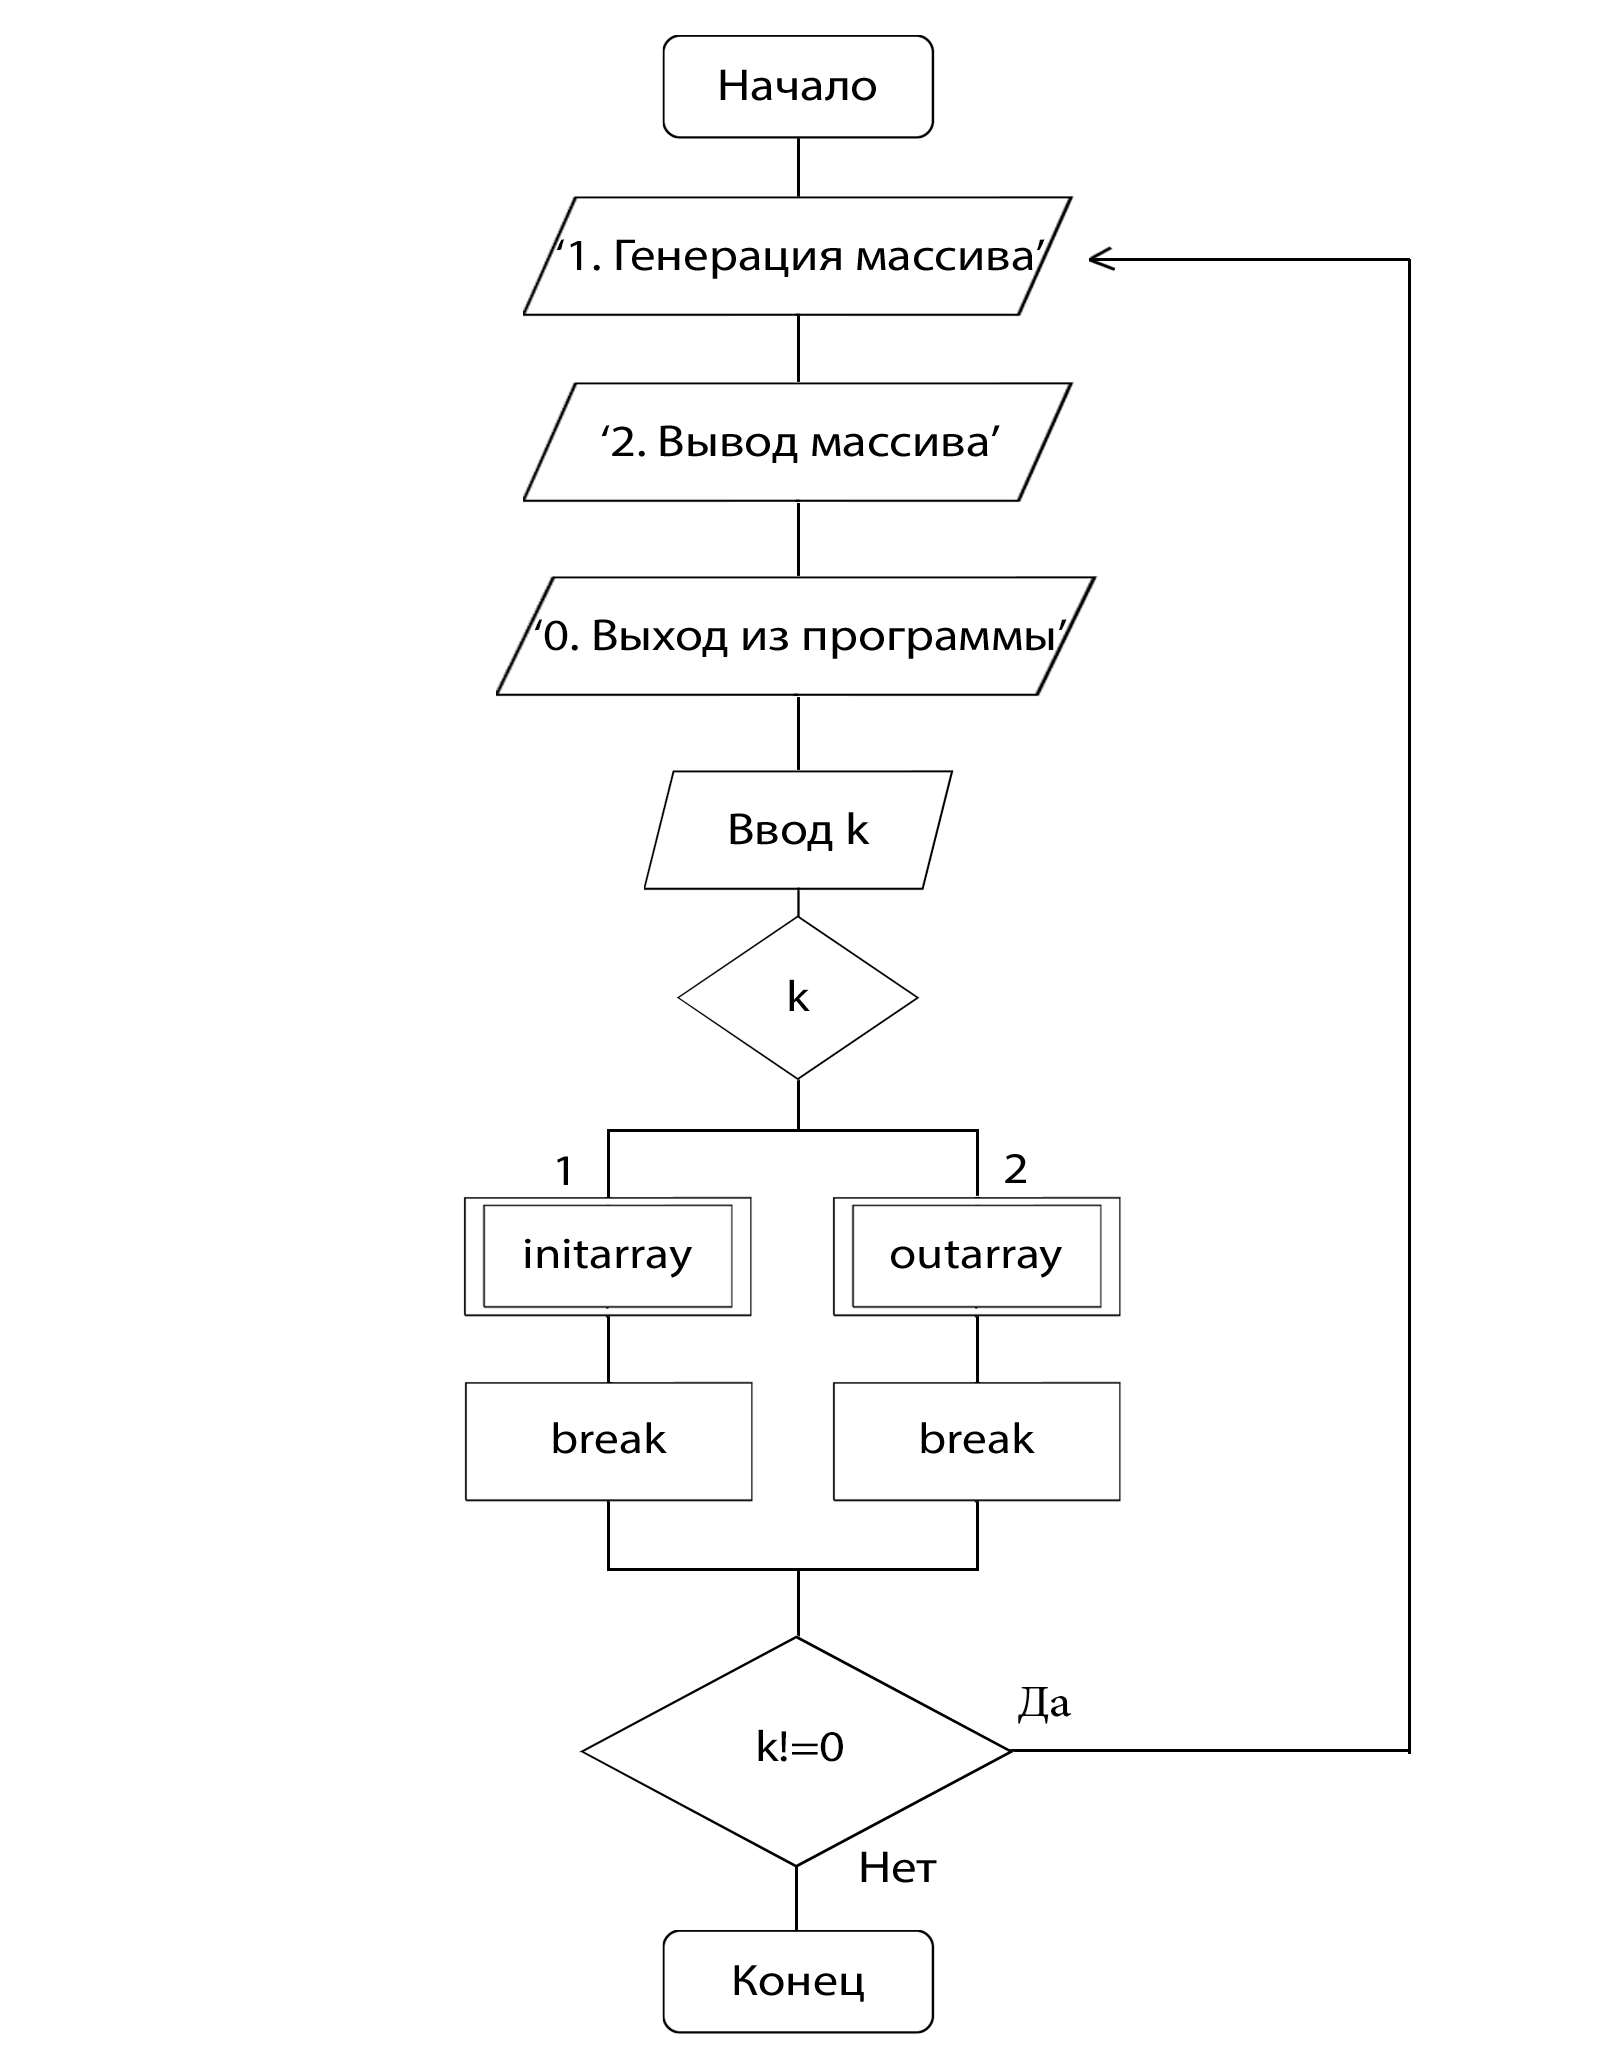 Начало
‘1. Генерация массива’
‘2. Вывод массива’
‘0. Выход из программы’
Ввод k
k
1
2
initarray
outarray
break
break
k!=0
Да
Нет
Конец